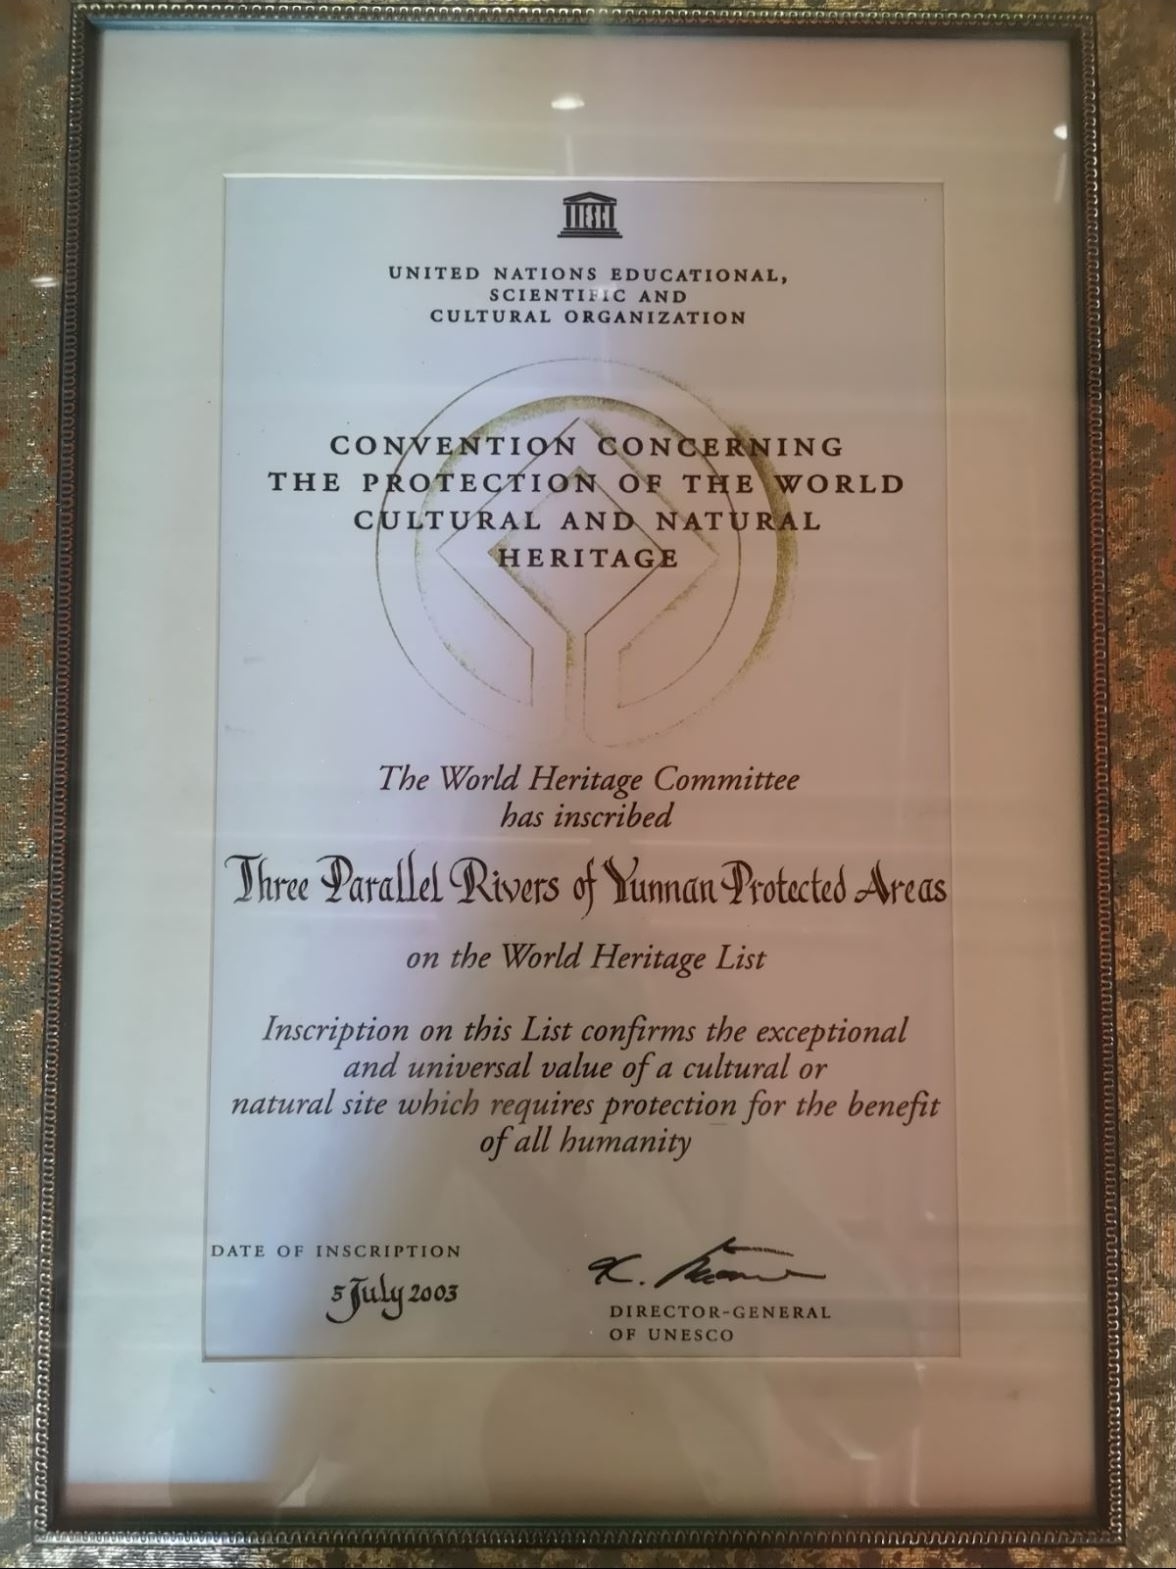 UNESCO
UNITED NATIONS EDUCATIONAL,
SCIENTIFIC AND
CULTURAL ORGANIZATION
CONVENTION CONCERNING
THE PROTECTION OF THE WORLD
CULTURAL AND NATURAL
HERITAGE
The World Heritage Committee
has inscribed
Three Parallel Rivers of Yunnan Protected Areas
on the World Heritage List
Inscription on this List confirms the exceptional
and universal value of a cultural or
natural site which requires protection for the benefit
of all humanity
DATE OF INSCRIPTION
5 July 2003
K.
DIRECTOR-GENERAL
OF UNESCO